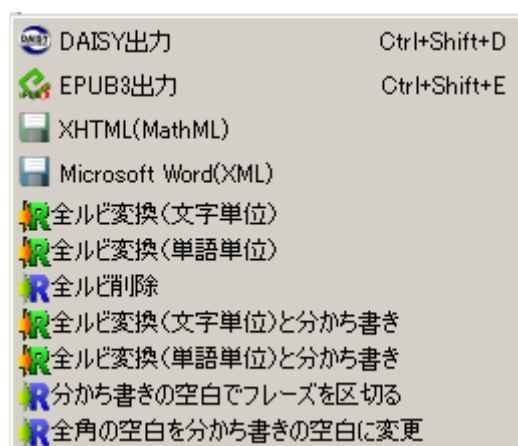 DAISY出力 Ctrl+Shift+D
EPUB3出力 Ctrl+Shift+E
XHTML(MathML)
Microsoft Word(XML)
全ルビ変換(文字単位)
全ルビ変換(単語単位)
全ルビ削除
全ルビ変換(文字単位)と分かち書き
全ルビ変換(単語単位)と分かち書き
分かち書きの空白でフレーズを区切る
全角の空白を分かち書きの空白に変更